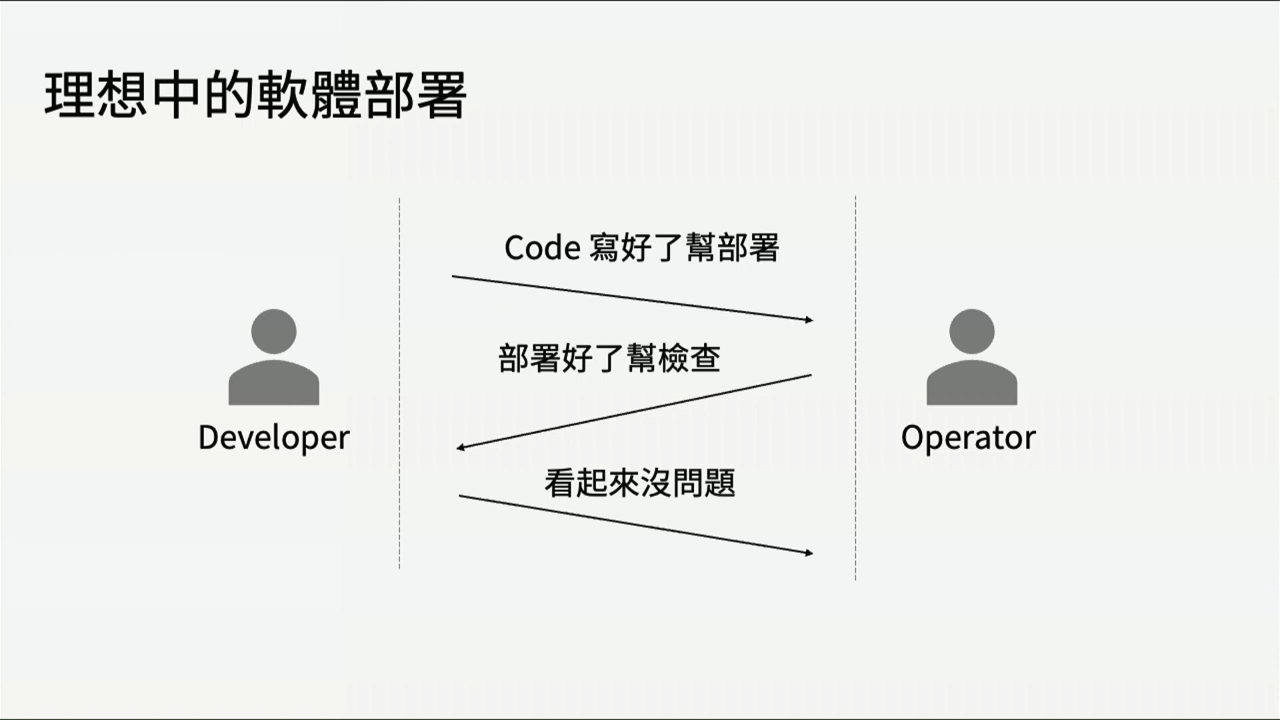 理想中的軟體部署
Code 寫好了幫部署
部署好了幫檢查
Developer
Operator
看起來沒問題